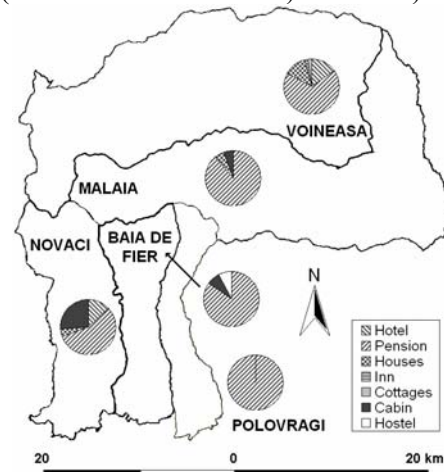 VOINEASA
MALAIA
NOVACI
BAIA DE
FIER
N
Hotel
Pension
Houses
Inn
Cottages
Cabin
Hostel
POLOVRAGI
20 0 20 km